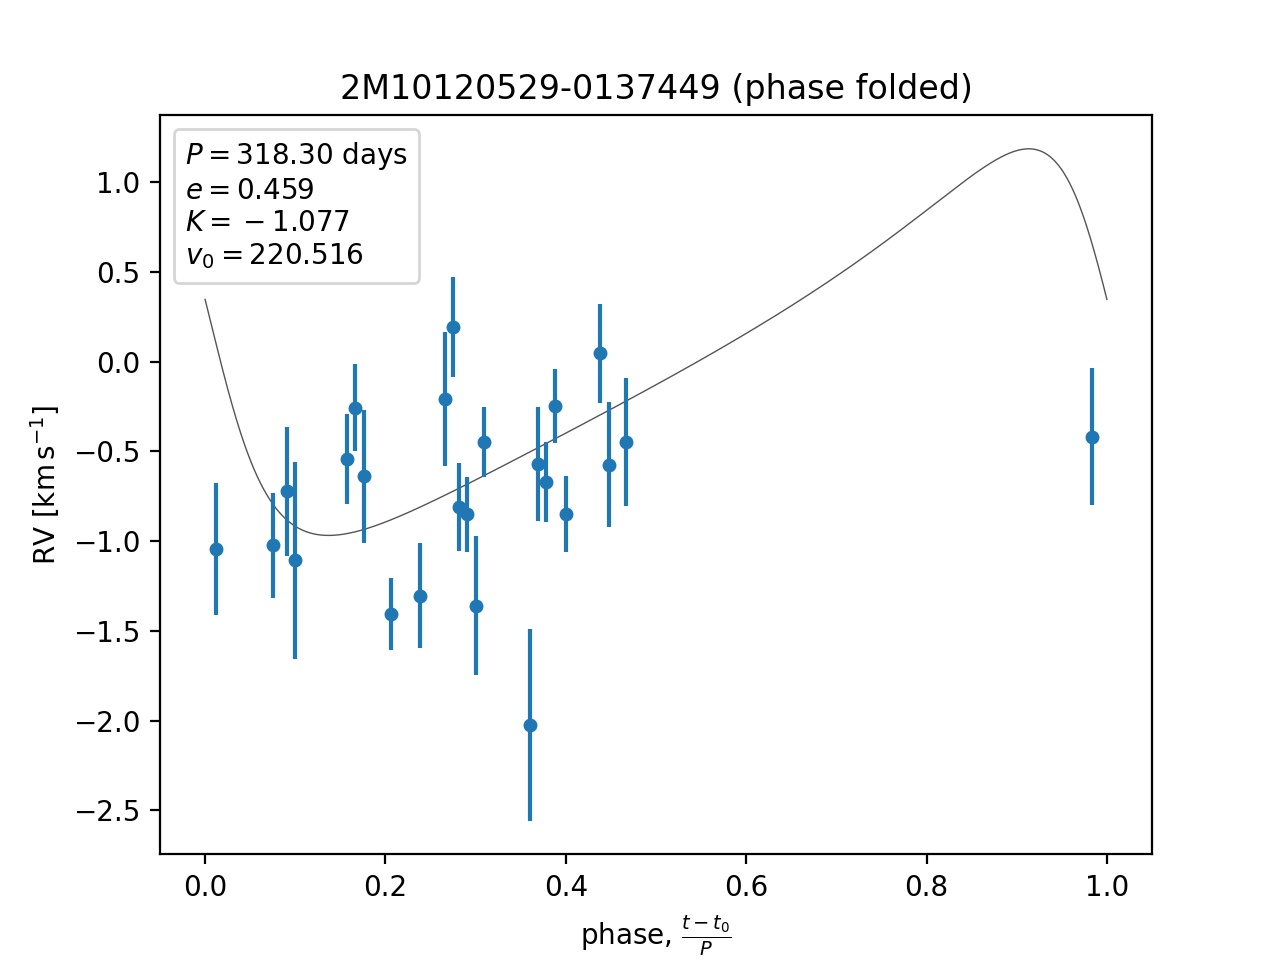 2M10120529-0137449 (phase folded)
P = 318.30 days
e = 0.459
K = −1.077
v₀ = 220.516
1.0
0.5
0.0
−0.5
−1.0
−1.5
−2.0
−2.5
RV [km s⁻¹]
0.0 0.2 0.4 0.6 0.8 1.0
phase, (t − t₀)/P